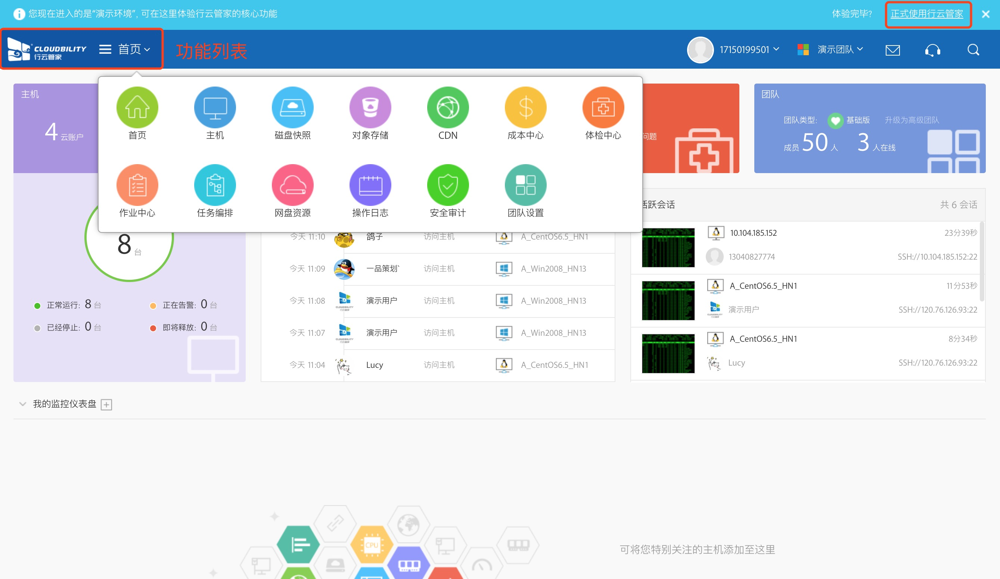 您现在进入的是“演示环境”, 可在这里体验行云管家的核心功能
体验完毕?
正式使用行云管家
CLOUDBILITY
行云管家
首页
功能列表
17150199501
演示团队
首页
主机
磁盘快照
对象存储
CDN
成本中心
体检中心
作业中心
任务编排
网盘资源
操作日志
安全审计
团队设置
主机
4 云账户
8 台
正常运行: 8 台
正在告警: 0 台
已经停止: 0 台
即将释放: 0 台
问题
团队
团队类型: 基础版 升级为高级团队
成员 50 人 3 人在线
今天 11:10 鸽子 访问主机 A_CentOS6.5_HN1
今天 11:09 一品策划` 访问主机 A_Win2008_HN13
今天 11:08 演示用户 访问主机 A_Win2008_HN13
今天 11:07 演示用户 访问主机 A_Win2008_HN13
今天 11:04 Lucy 访问主机 A_CentOS6.5_HN1
活跃会话 共 6 会话
10.104.185.152 23分39秒
13040827774 SSH://10.104.185.152:22
A_CentOS6.5_HN1 11分53秒
演示用户 SSH://120.76.126.93:22
A_CentOS6.5_HN1 8分34秒
Lucy SSH://120.76.126.93:22
我的监控仪表盘
CPU
可将您特别关注的主机添加至这里